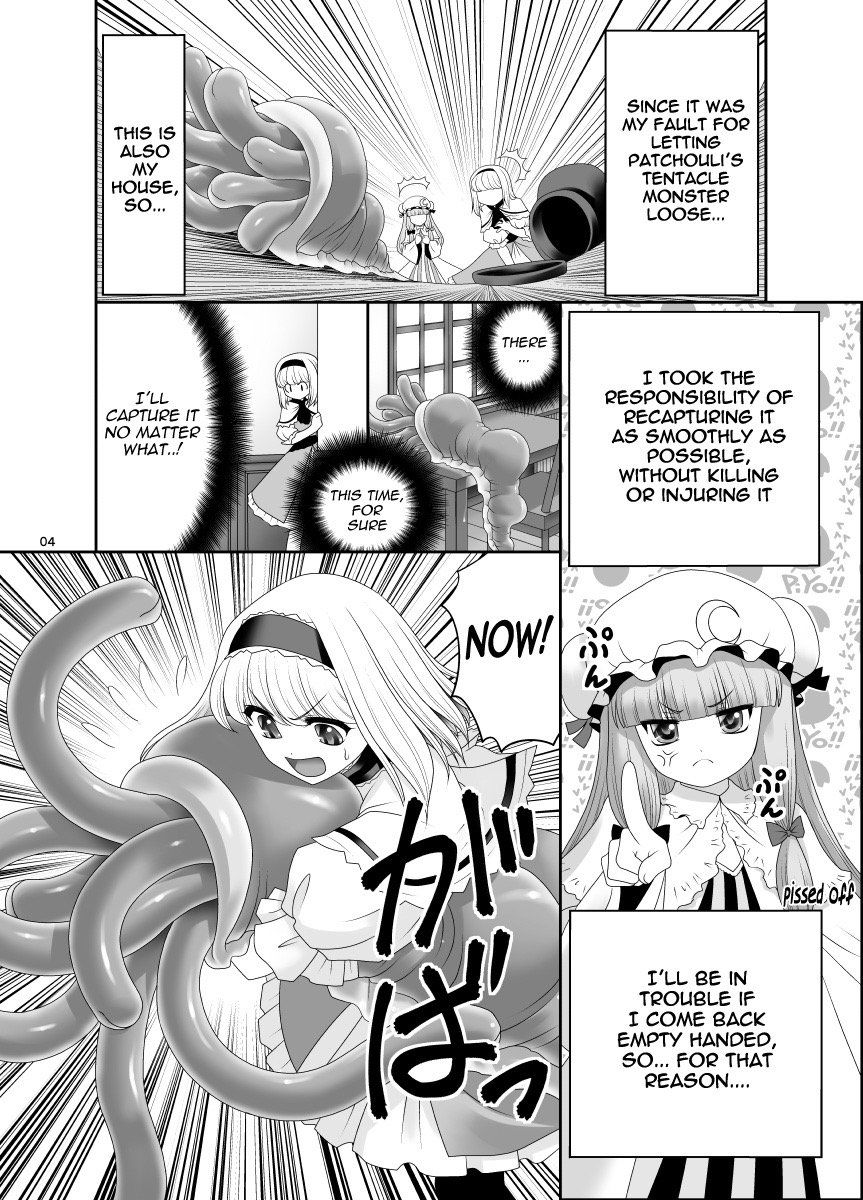 SINCE IT WAS
MY FAULT FOR
LETTING
PATCHOULI'S
TENTACLE
MONSTER
LOOSE...
THIS IS
ALSO
MY
HOUSE,
SO...
I TOOK THE
RESPONSIBILITY OF
RECAPTURING IT
AS SMOOTHLY AS
POSSIBLE,
WITHOUT KILLING
OR INJURING IT
P.Yo!!
ぷん
ぷん
pissed off
I'LL BE IN
TROUBLE IF
I COME BACK
EMPTY HANDED,
SO... FOR THAT
REASON....
THERE
...
THIS TIME,
FOR
SURE
I'LL
CAPTURE IT
NO MATTER
WHAT..!
NOW!
がばっ
04